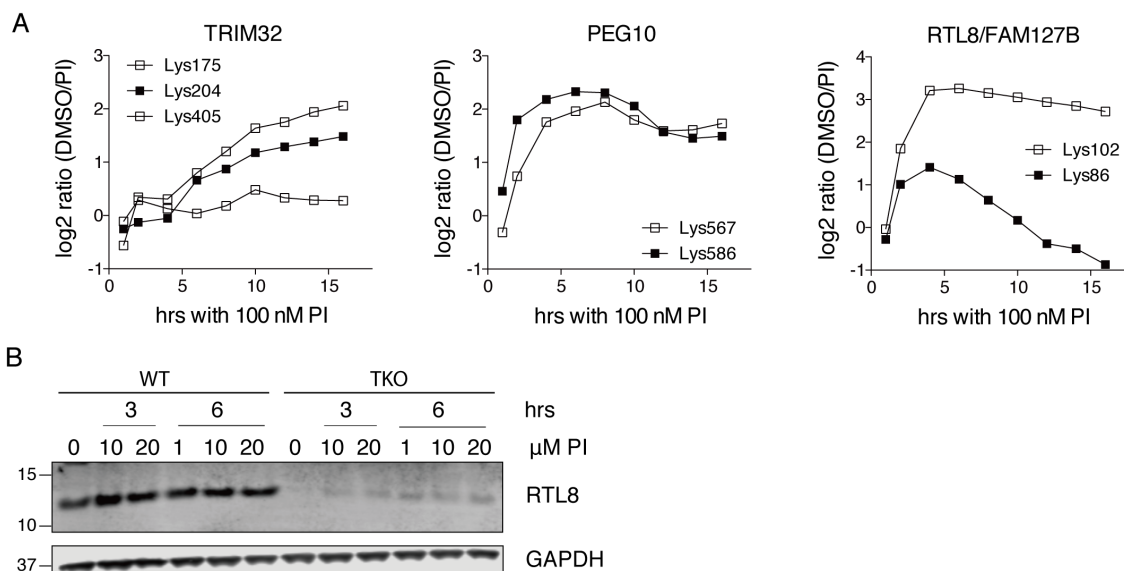 A
TRIM32
3
2
1
0
-1
log2 ratio (DMSO/PI)
Lys175
Lys204
Lys405
0 5 10 15
hrs with 100 nM PI
PEG10
3
2
1
0
-1
log2 ratio (DMSO/PI)
Lys567
Lys586
0 5 10 15
hrs with 100 nM PI
RTL8/FAM127B
4
3
2
1
0
-1
log2 ratio (DMSO/PI)
Lys102
Lys86
0 5 10 15
hrs with 100 nM PI
B
WT TKO
3 6 3 6 hrs
0 10 20 1 10 20 0 10 20 1 10 20 μM PI
15
RTL8
10
37 GAPDH